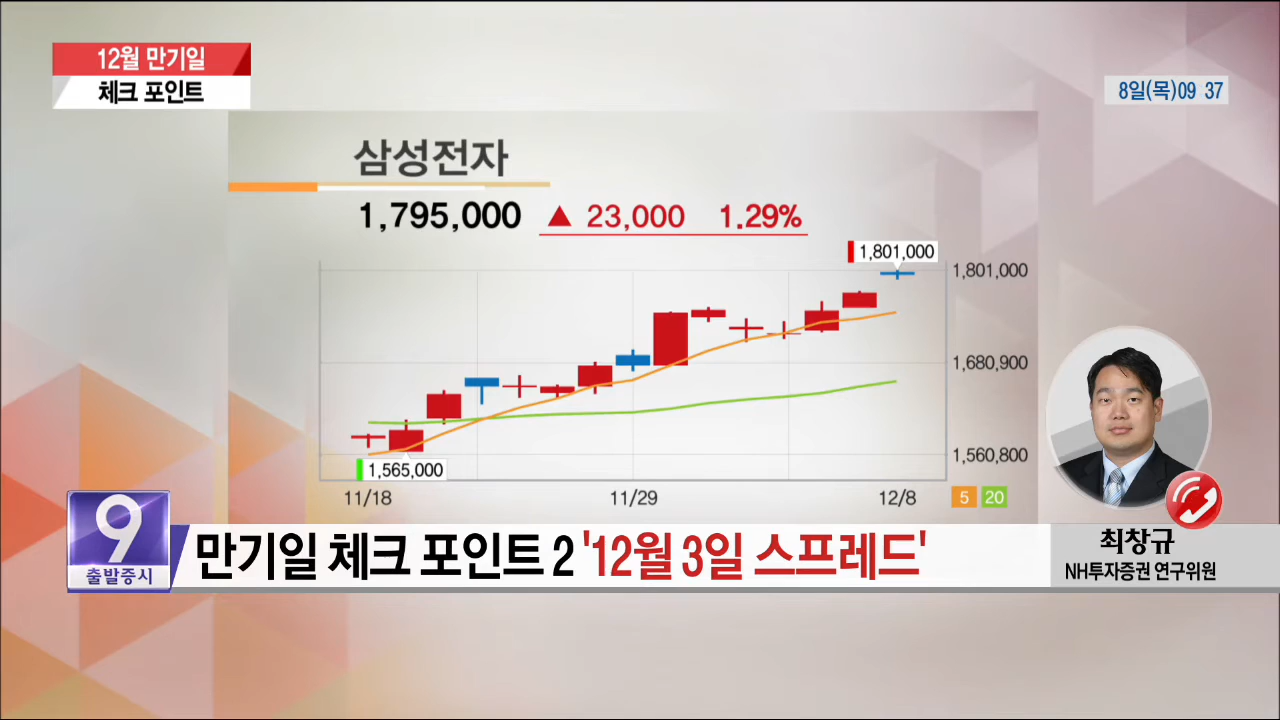 12월 만기일
체크 포인트
8일(목)09 37
삼성전자
1,795,000 ▲ 23,000 1.29%
1,801,000
1,801,000
1,680,900
1,560,800
1,565,000
11/18 11/29 12/8
5 20
9
출발증시
만기일 체크 포인트 2 '12월 3일 스프레드'
최창규
NH투자증권 연구위원